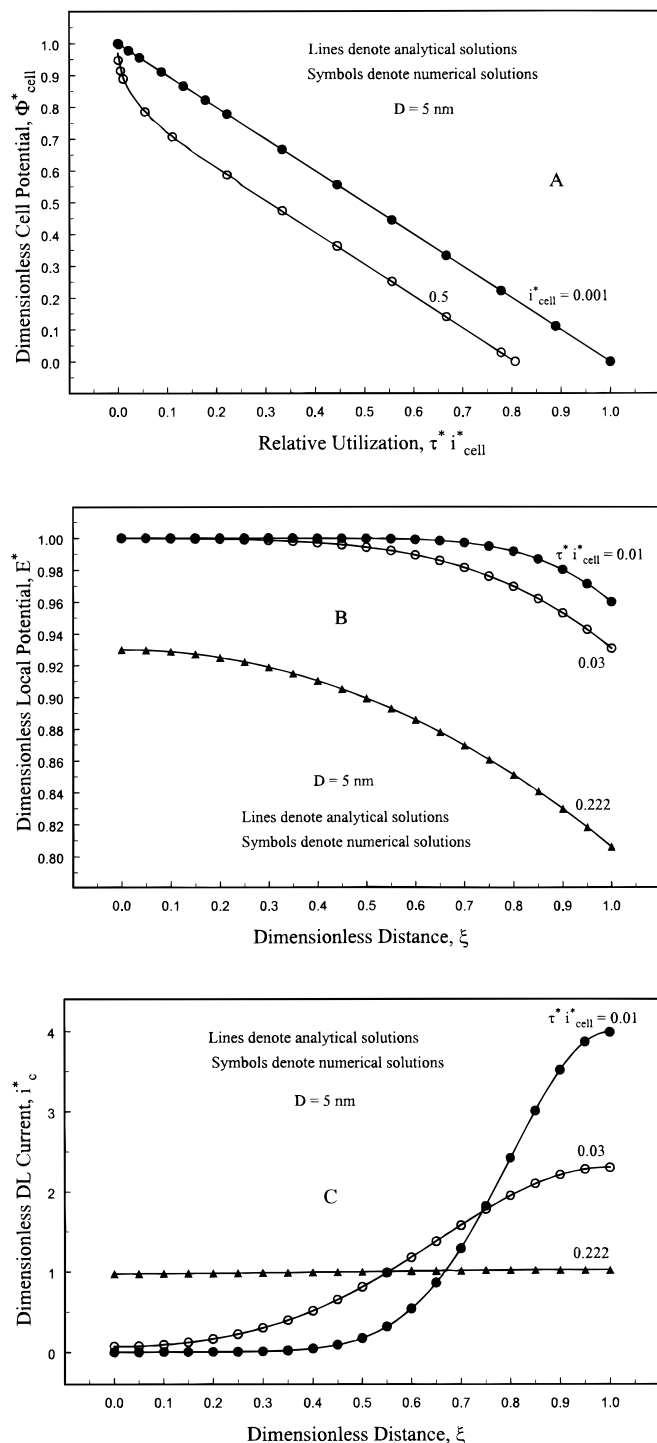 Lines denote analytical solutions
Symbols denote numerical solutions
D = 5 nm
A
i*cell = 0.001
0.5
Dimensionless Cell Potential, Φ*cell
1.0
0.9
0.8
0.7
0.6
0.5
0.4
0.3
0.2
0.1
0.0
0.0 0.1 0.2 0.3 0.4 0.5 0.6 0.7 0.8 0.9 1.0
Relative Utilization, τ* i*cell
τ* i*cell = 0.01
B
0.03
0.222
D = 5 nm
Lines denote analytical solutions
Symbols denote numerical solutions
Dimensionless Local Potential, E*
1.00
0.98
0.96
0.94
0.93
0.90
0.88
0.86
0.84
0.82
0.80
0.0 0.1 0.2 0.3 0.4 0.5 0.6 0.7 0.8 0.9 1.0
Dimensionless Distance, ξ
τ* i*cell = 0.01
Lines denote analytical solutions
Symbols denote numerical solutions
D = 5 nm
0.03
C
0.222
Dimensionless DL Current, i*c
4
3
2
1
0
0.0 0.1 0.2 0.3 0.4 0.5 0.6 0.7 0.8 0.9 1.0
Dimensionless Distance, ξ